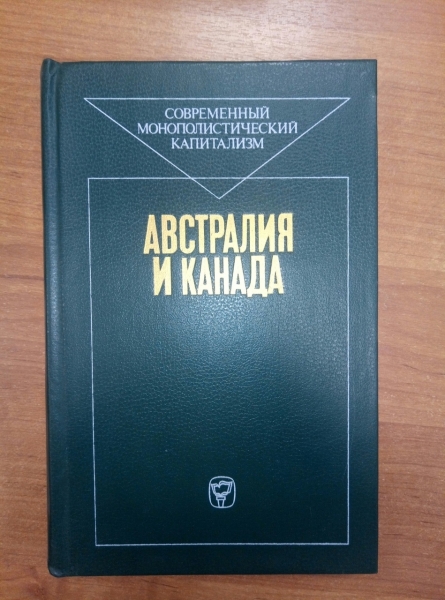 СОВРЕМЕННЫЙ
МОНОПОЛИСТИЧЕСКИЙ
КАПИТАЛИЗМ
АВСТРАЛИЯ
И КАНАДА